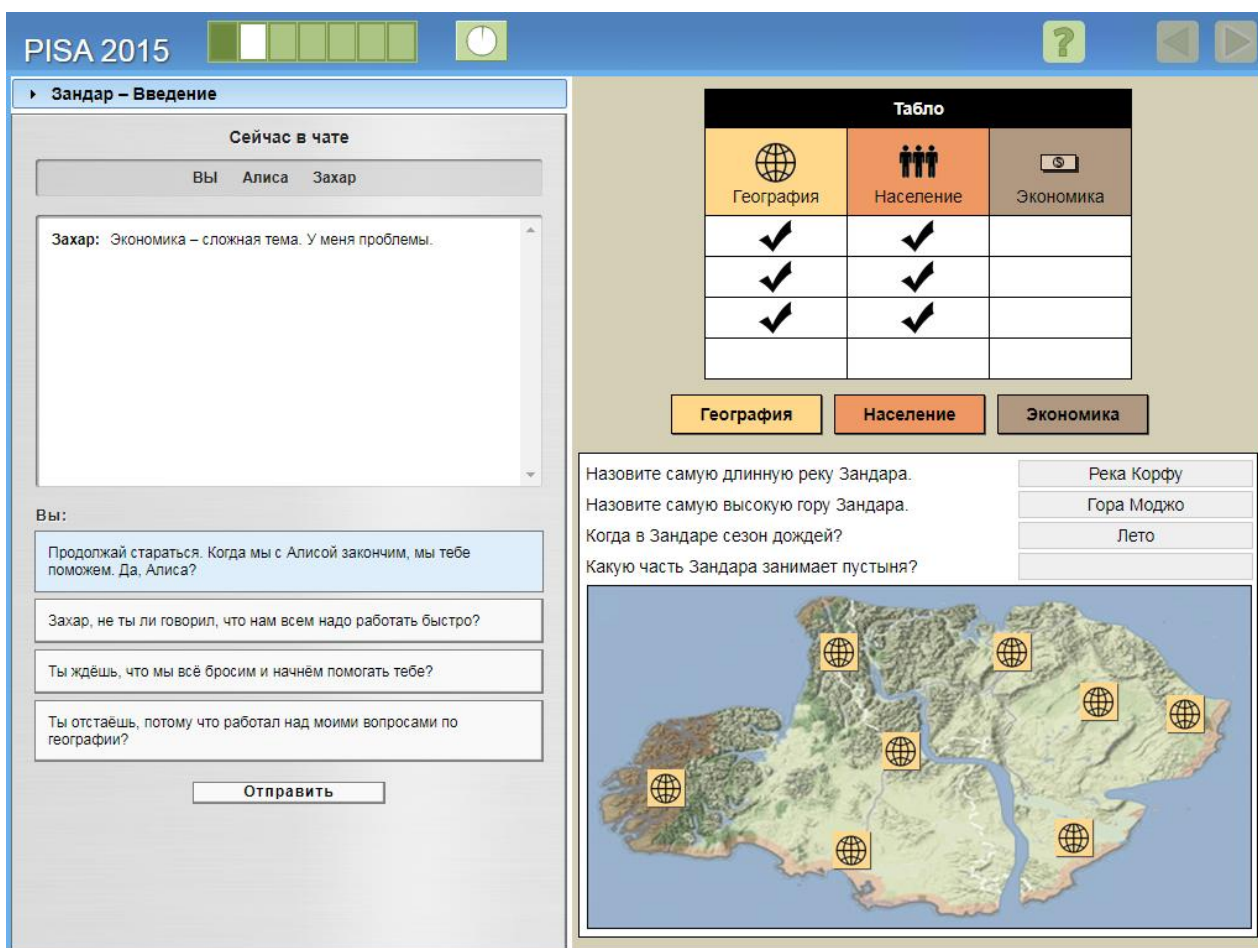 PISA 2015
?
Зандар – Введение
Сейчас в чате
ВЫ Алиса Захар
Захар: Экономика – сложная тема. У меня проблемы.
Вы:
Продолжай стараться. Когда мы с Алисой закончим, мы тебе
поможем. Да, Алиса?
Захар, не ты ли говорил, что нам всем надо работать быстро?
Ты ждёшь, что мы всё бросим и начнём помогать тебе?
Ты отстаёшь, потому что работал над моими вопросами по
географии?
Отправить
Табло
География Население Экономика
География Население Экономика
Назовите самую длинную реку Зандара. Река Корфу
Назовите самую высокую гору Зандара. Гора Моджо
Когда в Зандаре сезон дождей? Лето
Какую часть Зандара занимает пустыня?